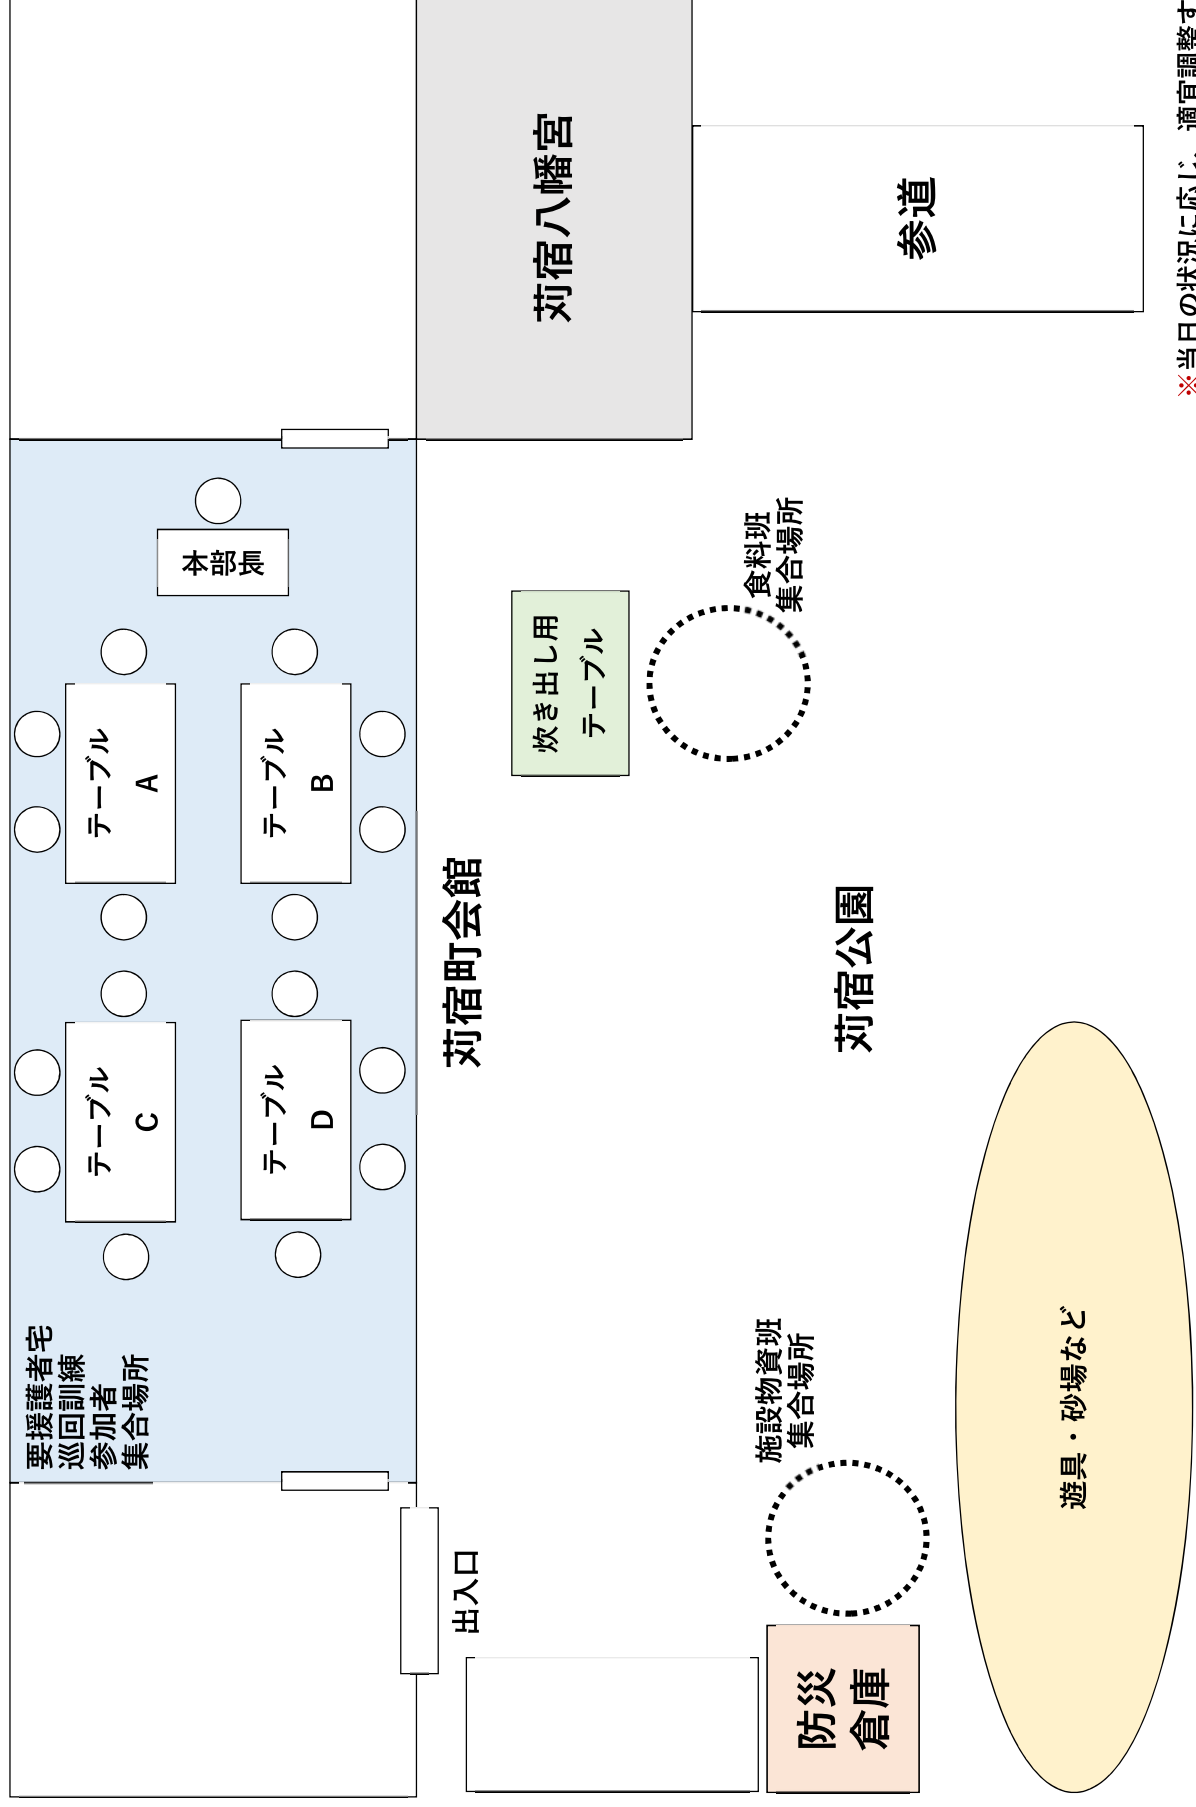 要援護者宅
巡回訓練
参加者
集合場所
テーブル
C
テーブル
A
本部長
テーブル
D
テーブル
B
出入口
苅宿町会館
炊き出し用
テーブル
苅宿八幡宮
食料班
集合場所
施設物資班
集合場所
防災
倉庫
苅宿公園
参道
遊具・砂場など
※当日の状況に応じ、適宜調整す